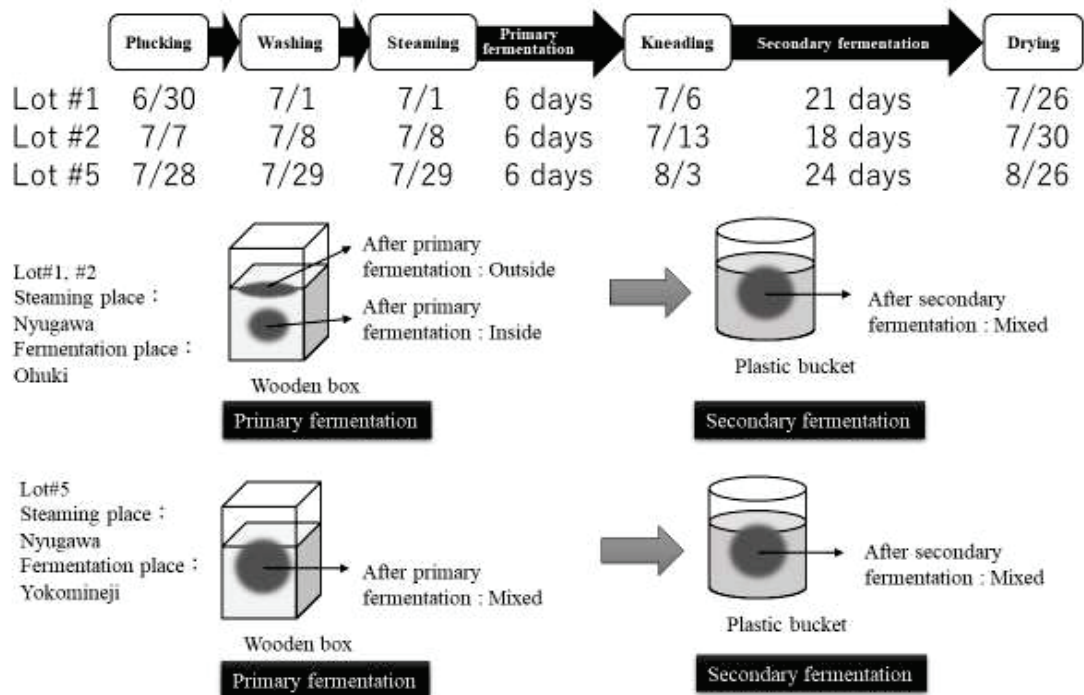 Plucking
Washing
Steaming
Primary
fermentation
Kneading
Secondary fermentation
Drying
Lot #1 6/30 7/1 7/1 6 days 7/6 21 days 7/26
Lot #2 7/7 7/8 7/8 6 days 7/13 18 days 7/30
Lot #5 7/28 7/29 7/29 6 days 8/3 24 days 8/26
Lot#1, #2
Steaming place：
Nyugawa
Fermentation place：
Ohuki
After primary
fermentation : Outside
After primary
fermentation : Inside
Wooden box
Primary fermentation
After secondary
fermentation : Mixed
Plastic bucket
Secondary fermentation
Lot#5
Steaming place：
Nyugawa
Fermentation place：
Yokomineji
After primary
fermentation : Mixed
Wooden box
Primary fermentation
After secondary
fermentation : Mixed
Plastic bucket
Secondary fermentation